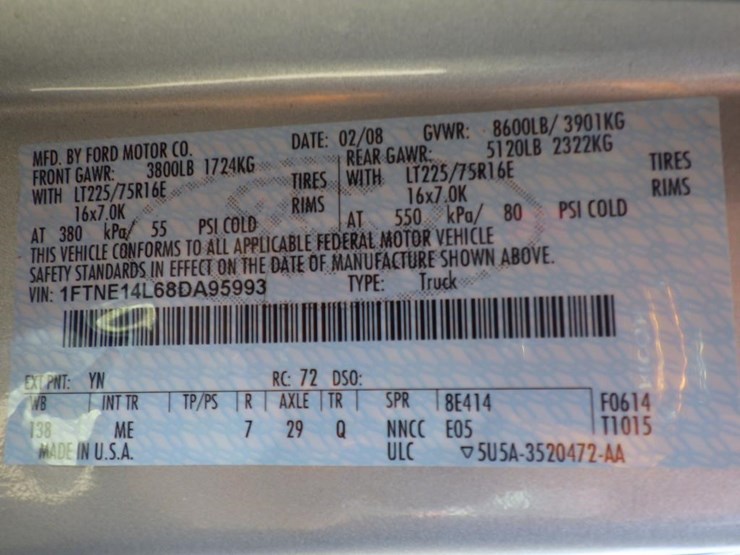 MFD. BY FORD MOTOR CO. DATE: 02/08 GVWR: 8600LB/ 3901KG
FRONT GAWR: 3800LB 1724KG REAR GAWR: 5120LB 2322KG
WITH LT225/75R16E TIRES WITH LT225/75R16E TIRES
16x7.0K RIMS 16x7.0K RIMS
AT 380 kPa/ 55 PSI COLD AT 550 kPa/ 80 PSI COLD
THIS VEHICLE CONFORMS TO ALL APPLICABLE FEDERAL MOTOR VEHICLE
SAFETY STANDARDS IN EFFECT ON THE DATE OF MANUFACTURE SHOWN ABOVE.
VIN: 1FTNE14L68DA95993 TYPE: Truck
EXT PNT: YN RC: 72 DSO:
WB INT TR TP/PS R AXLE TR SPR 8E414 F0614
138 ME 7 29 Q NNCC E05 T1015
MADE IN U.S.A. ULC ▽5U5A-3520472-AA